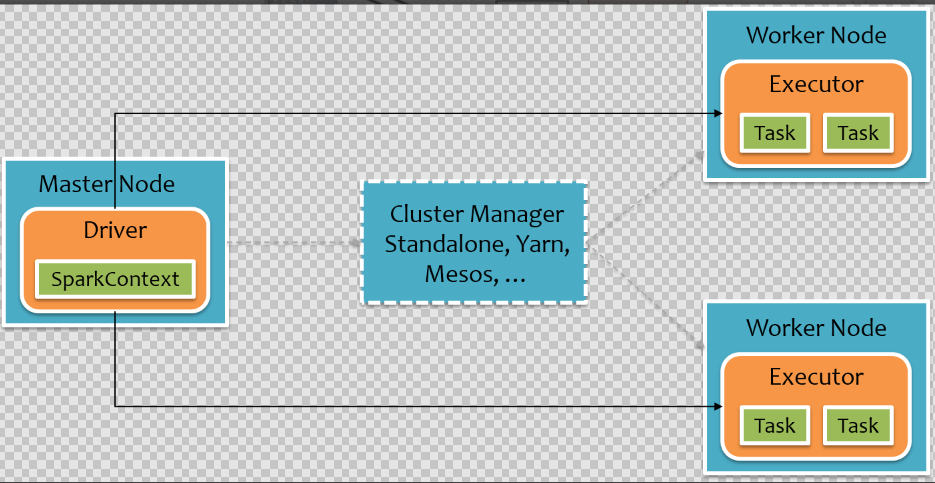 Master Node
Driver
SparkContext
Cluster Manager
Standalone, Yarn,
Mesos, ...
Worker Node
Executor
Task Task
Worker Node
Executor
Task Task